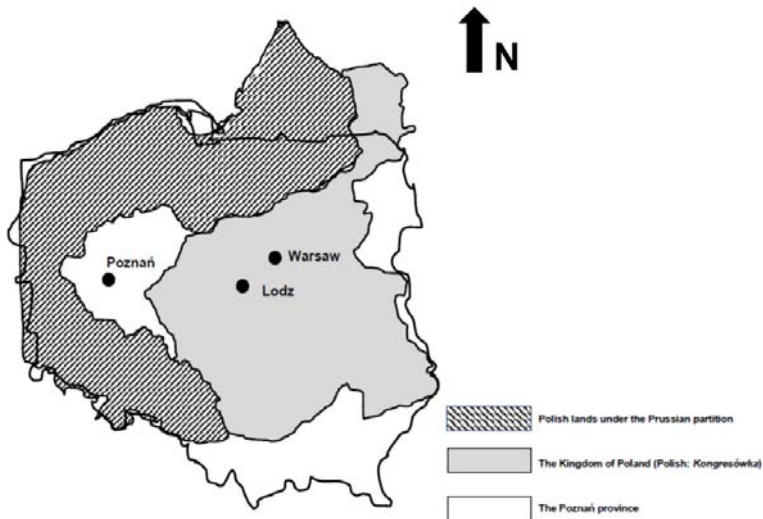 N
Poznań
Warsaw
Lodz
Polish lands under the Prussian partition
The Kingdom of Poland (Polish: Kongresówka)
The Poznań province